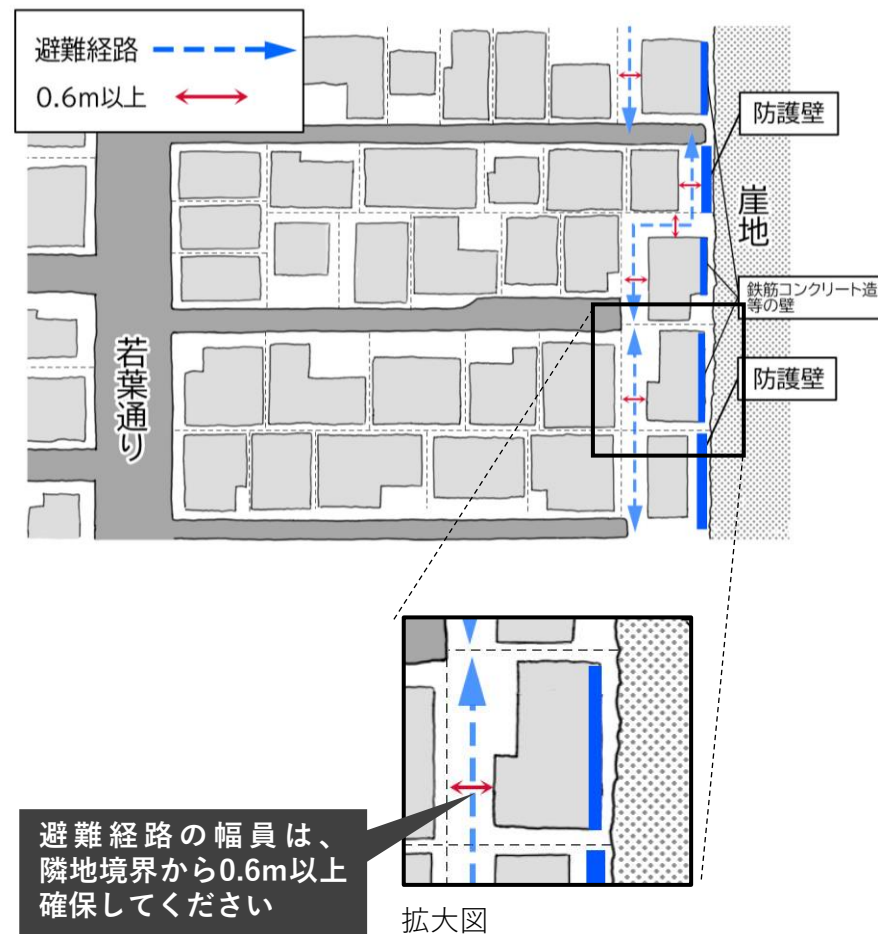 避難経路
0.6m以上
防護壁
崖地
鉄筋コンクリート造
等の壁
防護壁
若葉通り
避難経路の幅員は、
隣地境界から0.6m以上
確保してください
拡大図